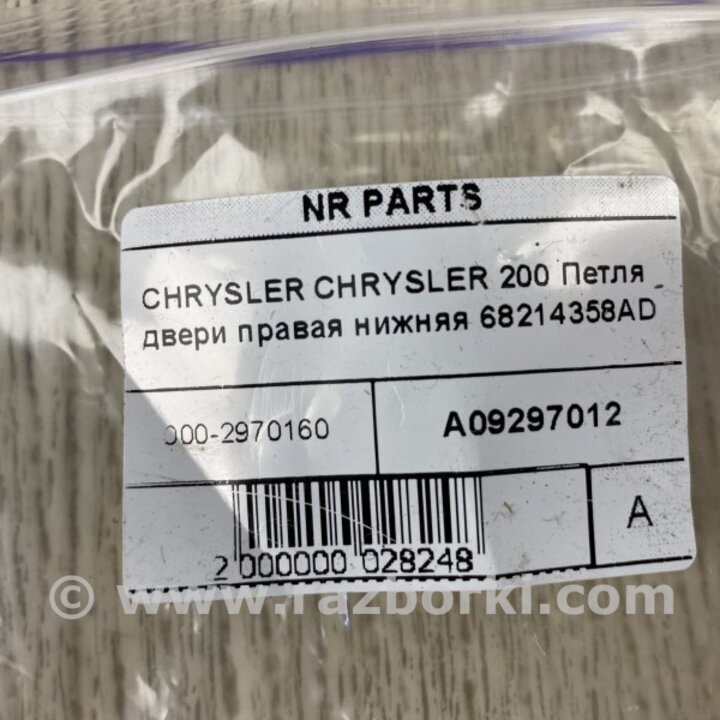 NR PARTS
CHRYSLER CHRYSLER 200 Петля
двери правая нижняя 68214358AD
000-2970160
A09297012
A
2 000000 028248
© www.razborki.com